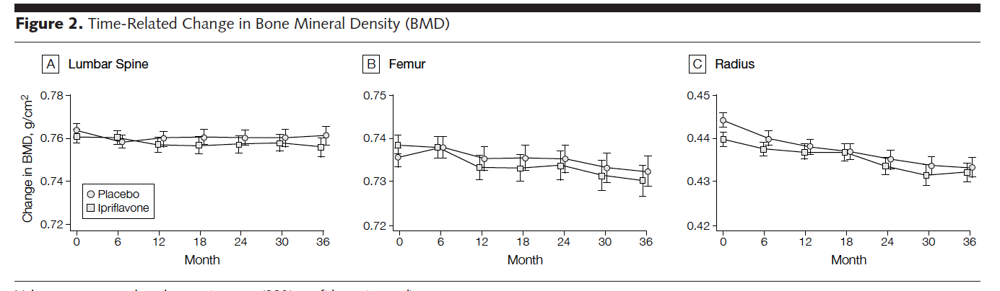 Figure 2. Time-Related Change in Bone Mineral Density (BMD)
A Lumbar Spine
0.78
0.76
0.74
0.72
Change in BMD, g/cm2
Placebo
Ipriflavone
0 6 12 18 24 30 36
Month
B Femur
0.75
0.74
0.73
0.72
0 6 12 18 24 30 36
Month
C Radius
0.45
0.44
0.43
0.42
0 6 12 18 24 30 36
Month